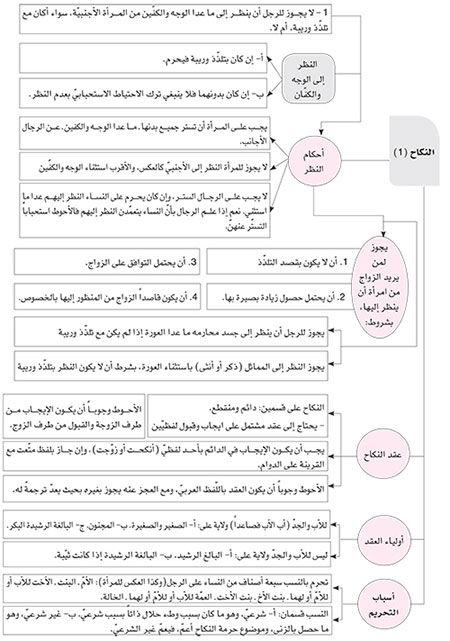 النكاح (1)
1 - لا يجوز للرجل أن ينظر إلى ما عدا الوجه والكفّين من المرأة الأجنبيّة، سواء أكان مع
تلذّذ وريبة، أم لا.
النظر
إلى الوجه
والكفّان
أ- إن كان بتلذّذ وريبة فيحرم.
ب- إن كان بدونهما فلا ينبغي ترك الاحتياط الاستحبابيّ بعدم النظر.
أحكام
النظر
يجب على المرأة أن تستر جميع بدنها، ما عدا الوجه والكفين، عن الرجال
الأجانب.
لا يجوز للمرأة النظر إلى الأجنبيّ كالعكس، والأقرب استثناء الوجه والكفّين
لا يجب على الرجال الستر، وإن كان يحرم على النساء النظر إليهم عدا ما
استثني، نعم إذا علم الرجال بأنّ النساء يتعمّدن النظر إليهم فالأحوط استحباباً
التستّر عنهنّ.
يجوز
لمن
يريد الزواج
من امرأة أن
ينظر إليها،
بشروط:
1. أن لا يكون بقصد التلذّذ
3. أن يحتمل التوافق على الزواج.
2. أن يحتمل حصول زيادة بصيرة بها.
4. أن يكون قاصداً الزواج من المنظور إليها بالخصوص.
يجوز للرجل أن ينظر إلى جسد محارمه ما عدا العورة إذا لم يكن مع تلذّذ وريبة
يجوز النظر إلى المماثل (ذكر أو أنثى) باستثناء العورة، بشرط أن لا يكون النظر بتلذّذ وريبة
عقد النكاح
النكاح على قسمين: دائم ومنقطع.
- يحتاج إلى عقد مشتمل على ايجاب وقبول لفظيّين
الأحوط وجوباً أن يكون الإيجاب من
طرف الزوجة والقبول من طرف الزوج.
يجب أن يكون الإيجاب في الدائم بأحد لفظيْ (أنكحت أو زوّجت)، وإن جاز بلفظ متّعت مع
القرينة على الدوام.
الأحوط وجوباً أن يكون العقد باللّفظ العربيّ، ومع العجز عنه يجوز بغيره بحيث يعدّ ترجمةً له.
أولياء العقد
للأب والجدّ (أب الأب فصاعداً) ولاية على: أ- الصغير والصغيرة. ب- المجنون. ج- البالغة الرشيدة البكر.
ليس للأب والجدّ ولاية على: أ- البالغ الرشيد. ب- البالغة الرشيدة إذا كانت ثيّبة.
أسباب
التحريم
تحرم بالنسب سبعة أصناف من النساء على الرجل (وكذا العكس للمرأة): الأمّ. البنت. الأخت للأب أو
للأمّ أو لهما. بنت الأخ. بنت الأخت. العمّة للأب أو للأمّ أو لهما. الخالة.
النسب قسمان: أ- شرعيّ، وهو ما كان بسبب وطء حلال ذاتاً بسبب شرعيّ. ب- غير شرعيّ، وهو
ما حصل بالزنى، وموضوع حرمة النكاح أعمّ، فيعمّ غير الشرعيّ.